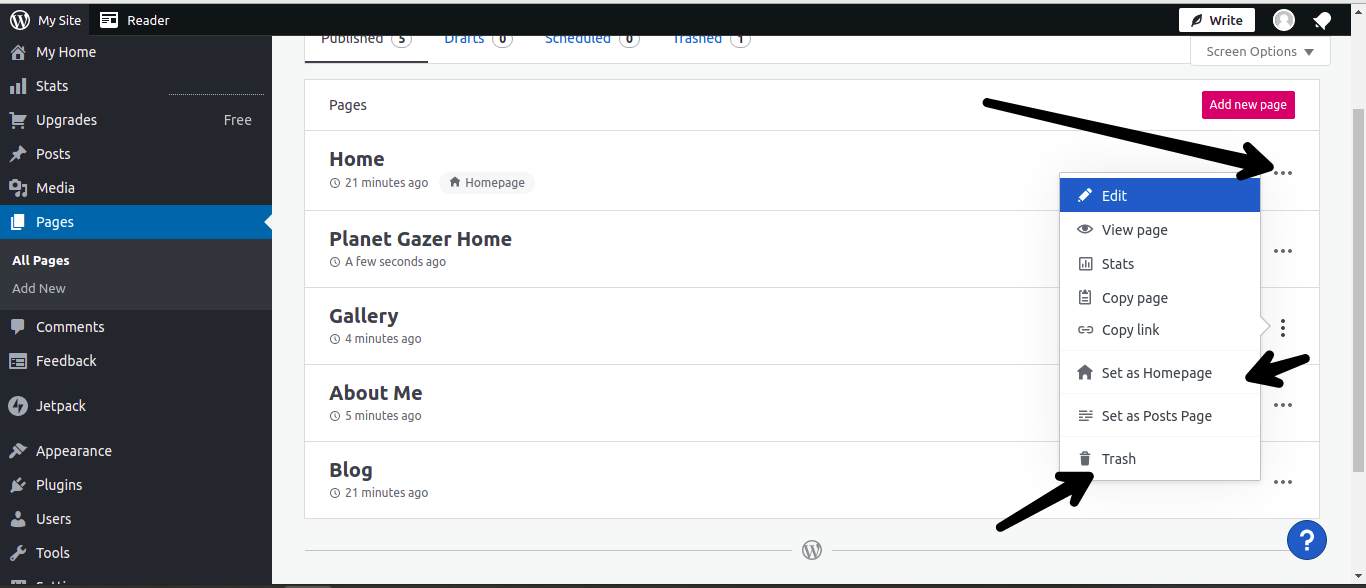 My Site Reader Write
My Home
Stats
Upgrades Free
Posts
Media
Pages
All Pages
Add New
Comments
Feedback
Jetpack
Appearance
Plugins
Users
Tools
Published 5 Drafts 0 Scheduled 0 Trashed 1
Screen Options
Pages Add new page
Home
21 minutes ago Homepage
Planet Gazer Home
A few seconds ago
Gallery
4 minutes ago
About Me
5 minutes ago
Blog
21 minutes ago
Edit
View page
Stats
Copy page
Copy link
Set as Homepage
Set as Posts Page
Trash
?